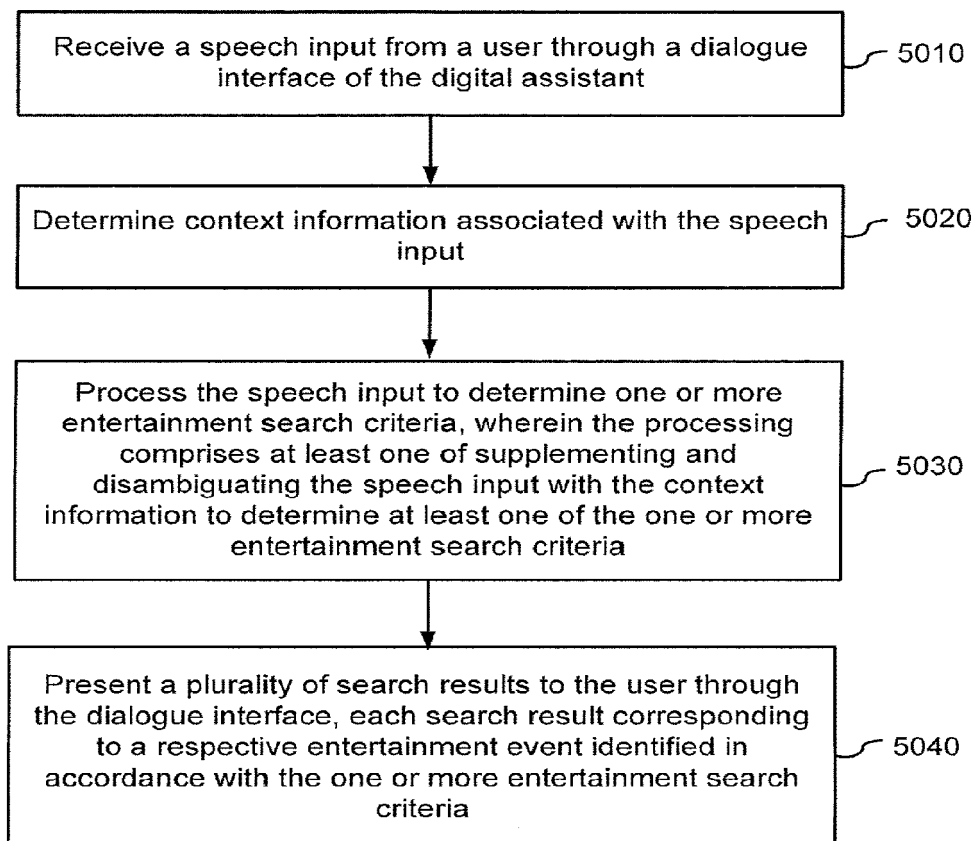 Receive a speech input from a user through a dialogue
interface of the digital assistant
5010
Determine context information associated with the speech
input
5020
Process the speech input to determine one or more
entertainment search criteria, wherein the processing
comprises at least one of supplementing and
disambiguating the speech input with the context
information to determine at least one of the one or more
entertainment search criteria
5030
Present a plurality of search results to the user through
the dialogue interface, each search result corresponding
to a respective entertainment event identified in
accordance with the one or more entertainment search
criteria
5040